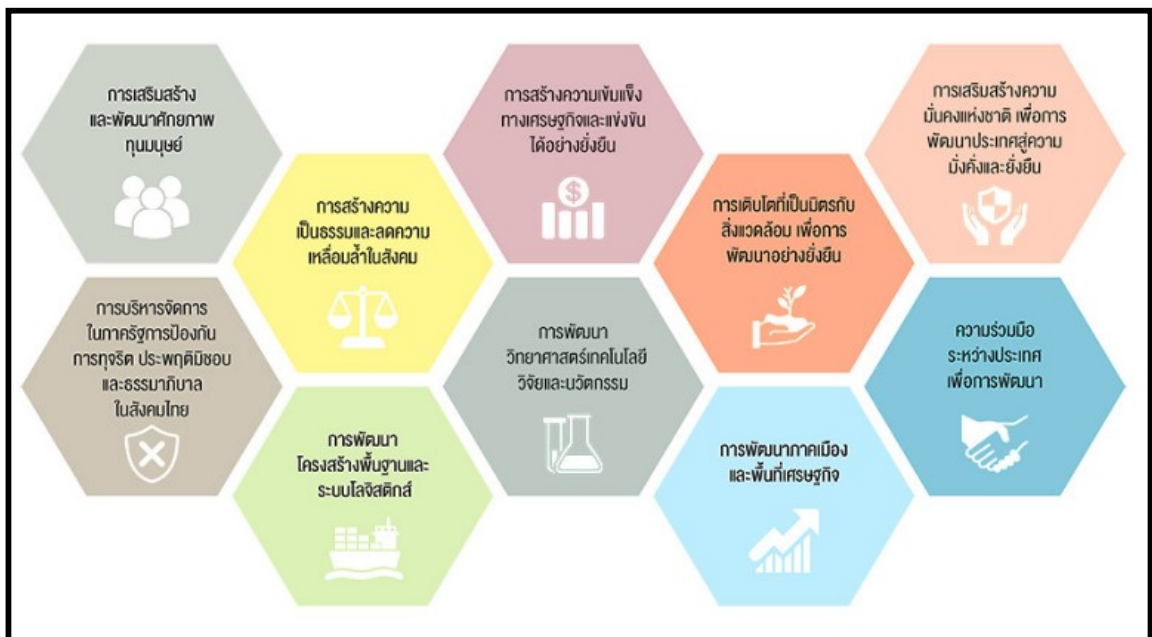 การเสริมสร้าง
และพัฒนาศักยภาพ
ทุนมนุษย์
การสร้างความ
เป็นธรรมและลดความ
เหลื่อมล้ำในสังคม
การสร้างความเข้มแข็ง
ทางเศรษฐกิจและแข่งขัน
ได้อย่างยั่งยืน
การเติบโตที่เป็นมิตรกับ
สิ่งแวดล้อม เพื่อการ
พัฒนาอย่างยั่งยืน
การเสริมสร้างความ
มั่นคงแห่งชาติ เพื่อการ
พัฒนาประเทศสู่ความ
มั่งคั่งและยั่งยืน
การบริหารจัดการ
ในภาครัฐการป้องกัน
การทุจริต ประพฤติมิชอบ
และธรรมาภิบาล
ในสังคมไทย
การพัฒนา
โครงสร้างพื้นฐานและ
ระบบโลจิสติกส์
การพัฒนา
วิทยาศาสตร์เทคโนโลยี
วิจัยและนวัตกรรม
การพัฒนาภาคเมือง
และพื้นที่เศรษฐกิจ
ความร่วมมือ
ระหว่างประเทศ
เพื่อการพัฒนา